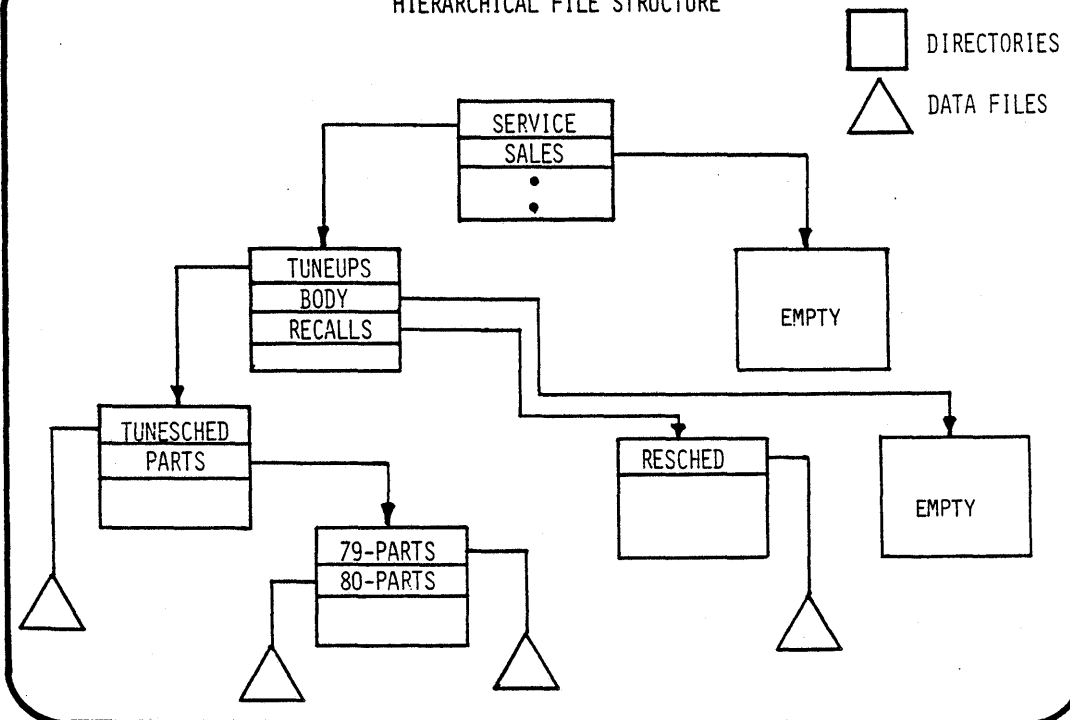 HIERARCHICAL FILE STRUCTURE
DIRECTORIES
DATA FILES
SERVICE
SALES
TUNEUPS
BODY
RECALLS
EMPTY
TUNESCHED
PARTS
RESCHED
EMPTY
79-PARTS
80-PARTS